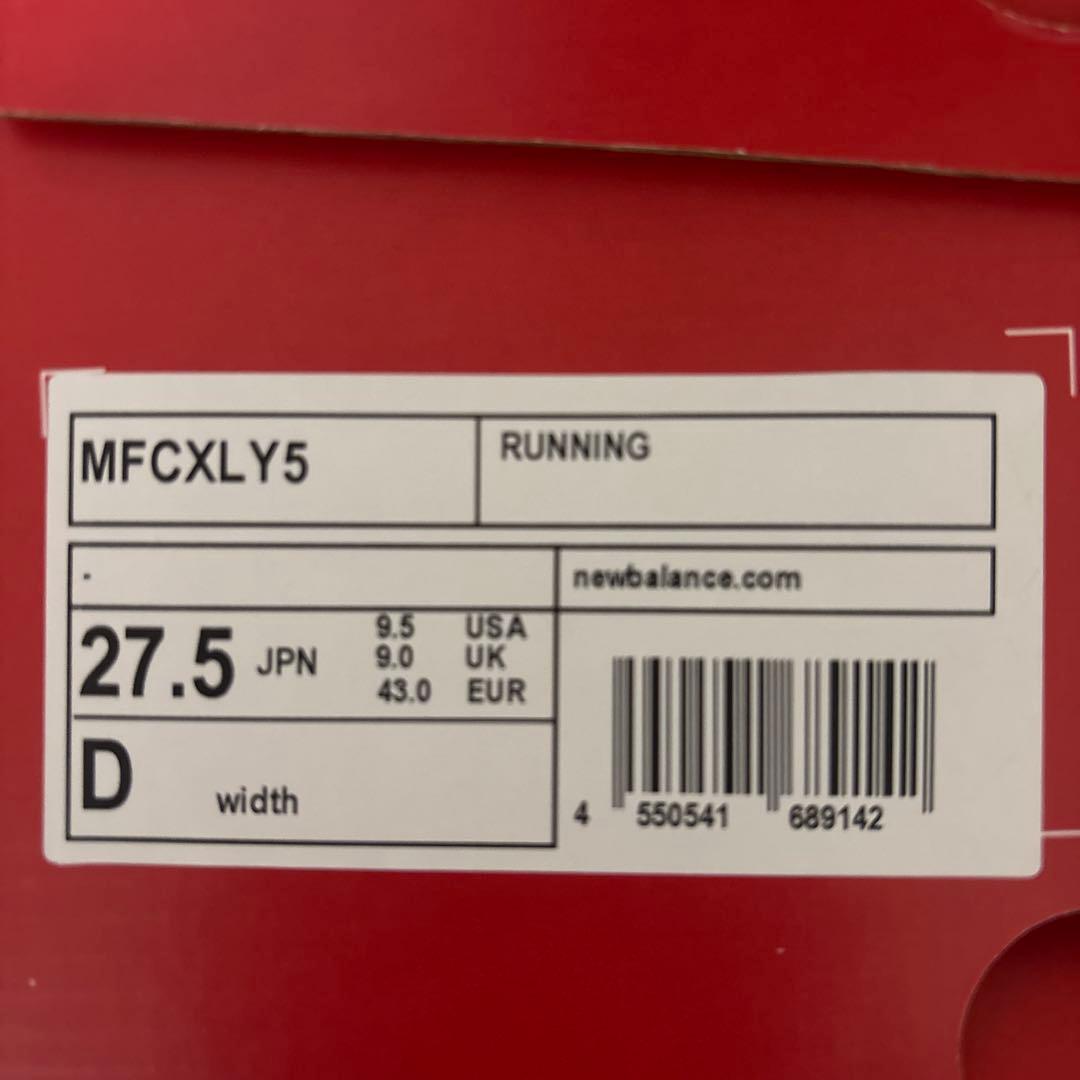 MFCXLY5
RUNNING
-
newbalance.com
27.5 JPN
9.5 USA
9.0 UK
43.0 EUR
D width
4 550541 689142